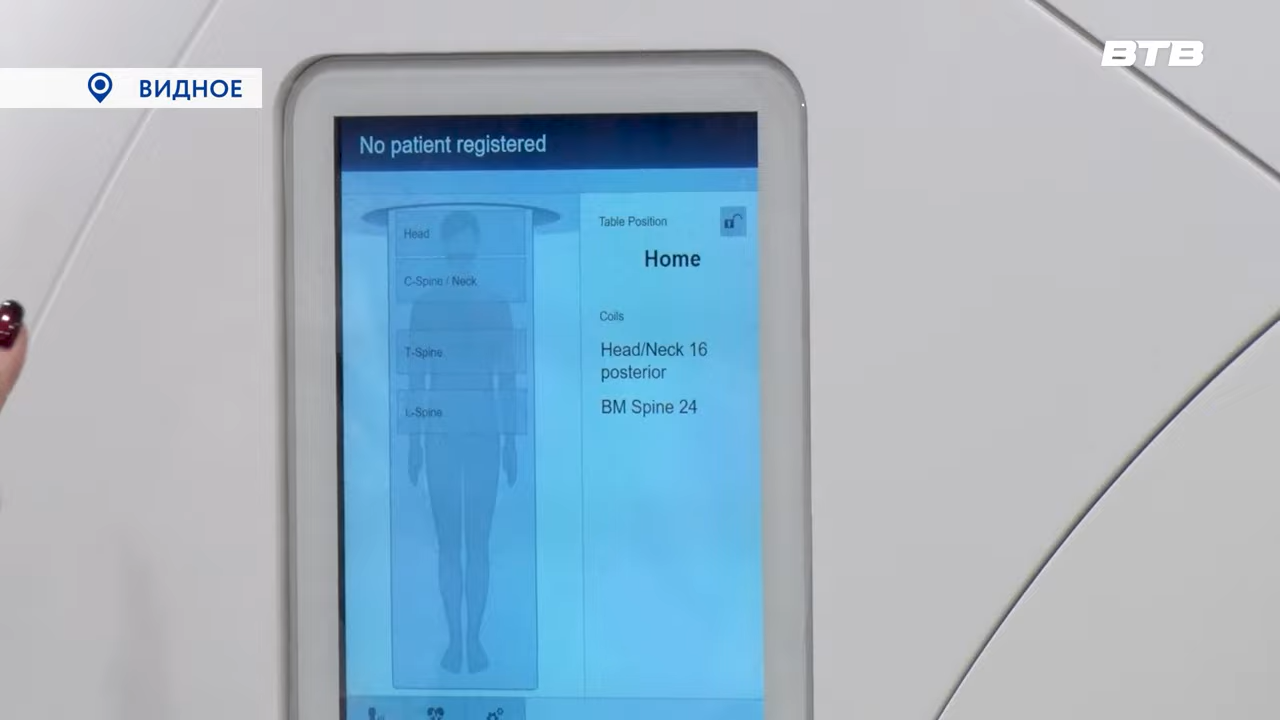 ВТВ
ВИДНОЕ
No patient registered
Head
C-Spine / Neck
T-Spine
L-Spine
Table Position
Home
Coils
Head/Neck 16
posterior
BM Spine 24